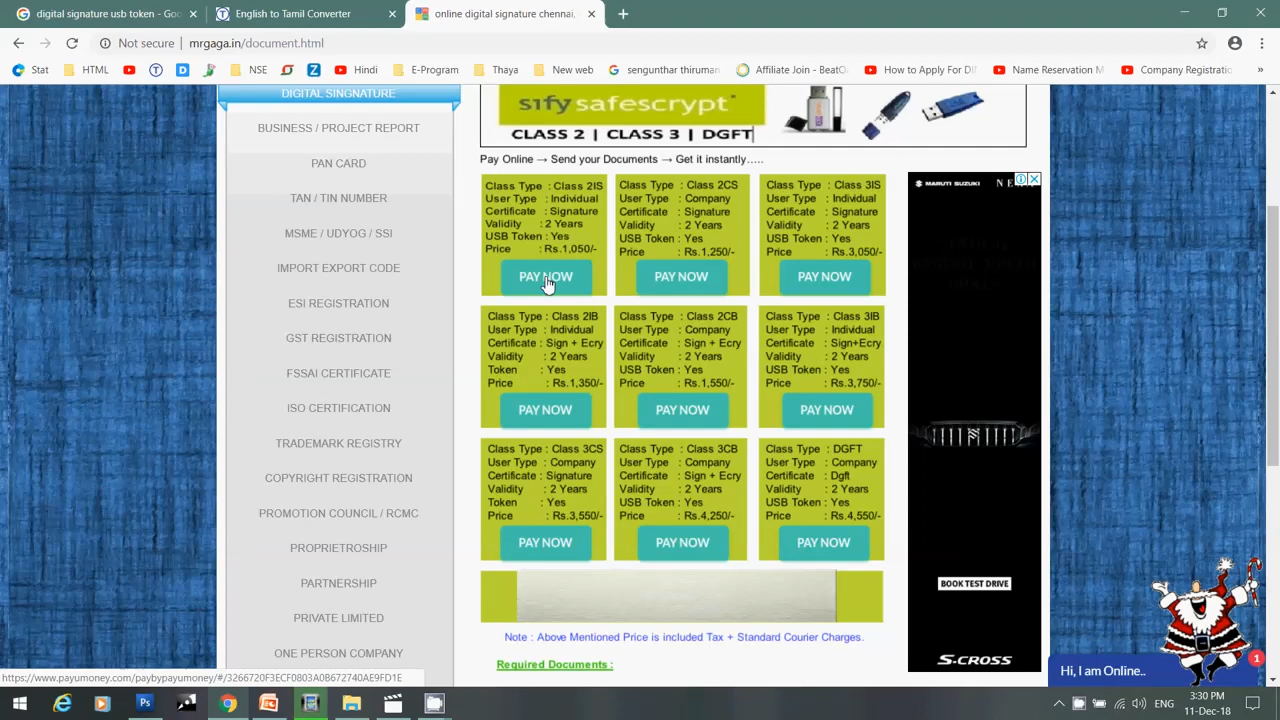 autodesigner usb token - Goo
English to Tamil converter
online digital signature chennai
Not secure | mrgaga.in/document.html
Stat
HTML
NSE
Hindi
E-Program
Thaya
New web
sengunthar thiruman
Affiliate Join - BeatO
How to Apply For DI
Name Reservation M
Company Registratio
»
DIGITAL SINGNATURE
BUSINESS / PROJECT REPORT
PAN CARD
TAN / TIN NUMBER
MSME / UDYOG / SSI
IMPORT EXPORT CODE
ESI REGISTRATION
GST REGISTRATION
FSSAI CERTIFICATE
ISO CERTIFICATION
TRADEMARK REGISTRY
COPYRIGHT REGISTRATION
PROMOTION COUNCIL / RCMC
PROPRIETROSHIP
PARTNERSHIP
PRIVATE LIMITED
ONE PERSON COMPANY
sify safescrypt
CLASS 2 | CLASS 3 | DGFT
Pay Online → Send your Documents → Get it instantly.....
Class Type : Class 2IS
User Type : Individual
Certificate : Signature
Validity : 2 Years
USB Token : Yes
Price : Rs.1,050/-
PAY NOW
Class Type : Class 2CS
User Type : Company
Certificate : Signature
Validity : 2 Years
USB Token : Yes
Price : Rs.1,250/-
PAY NOW
Class Type : Class 3IS
User Type : Individual
Certificate : Signature
Validity : 2 Years
USB Token : Yes
Price : Rs.3,050/-
PAY NOW
Class Type : Class 2IB
User Type : Individual
Certificate : Sign + Ecry
Validity : 2 Years
Token : Yes
Price : Rs.1,350/-
PAY NOW
Class Type : Class 2CB
User Type : Company
Certificate : Sign + Ecry
Validity : 2 Years
USB Token : Yes
Price : Rs.1,550/-
PAY NOW
Class Type : Class 3IB
User Type : Individual
Certificate : Sign+Ecry
Validity : 2 Years
USB Token : Yes
Price : Rs.3,750/-
PAY NOW
Class Type : Class 3CS
User Type : Company
Certificate : Signature
Validity : 2 Years
Token : Yes
Price : Rs.3,550/-
PAY NOW
Class Type : Class 3CB
User Type : Company
Certificate : Sign + Ecry
Validity : 2 Years
USB Token : Yes
Price : Rs.4,250/-
PAY NOW
Class Type : DGFT
User Type : Company
Certificate : Dgft
Validity : 2 Years
USB Token : Yes
Price : Rs.4,550/-
PAY NOW
Note : Above Mentioned Price is included Tax + Standard Courier Charges.
Required Documents :
MARUTI SUZUKI NE
BOOK TEST DRIVE
S-CROSS
Hi, I am Online..
1
https://www.payumoney.com/paybypayumoney/#/3266720F3ECF0803A0B672740AE9FD1E
ENG
3:30 PM
11-Dec-18